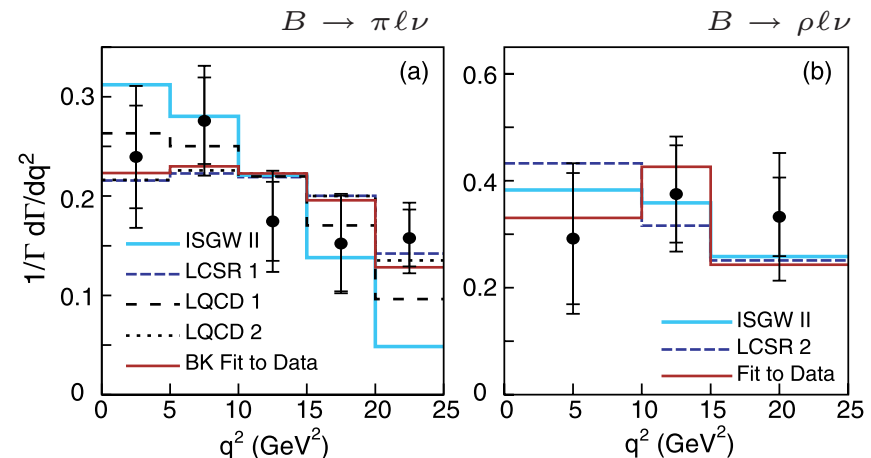 B → πℓν
B → ρℓν
1/Γ dΓ/dq²
(a)
0.3
0.2
0.1
0
ISGW II
LCSR 1
LQCD 1
LQCD 2
BK Fit to Data
0 5 10 15 20 25
q² (GeV²)
(b)
0.6
0.4
0.2
0
ISGW II
LCSR 2
Fit to Data
0 5 10 15 20 25
q² (GeV²)